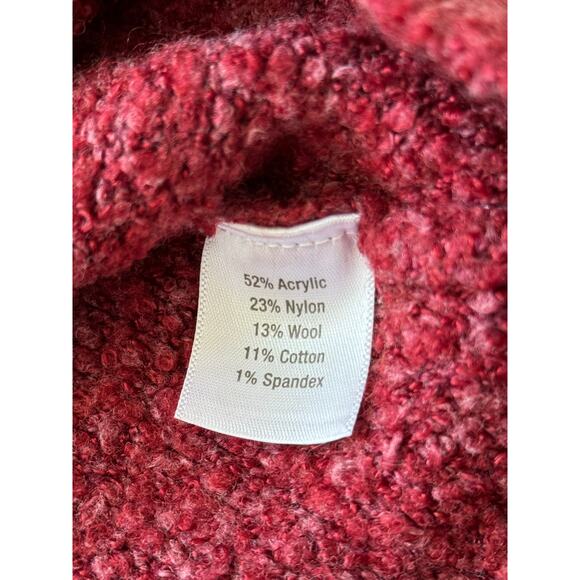 52% Acrylic
23% Nylon
13% Wool
11% Cotton
1% Spandex